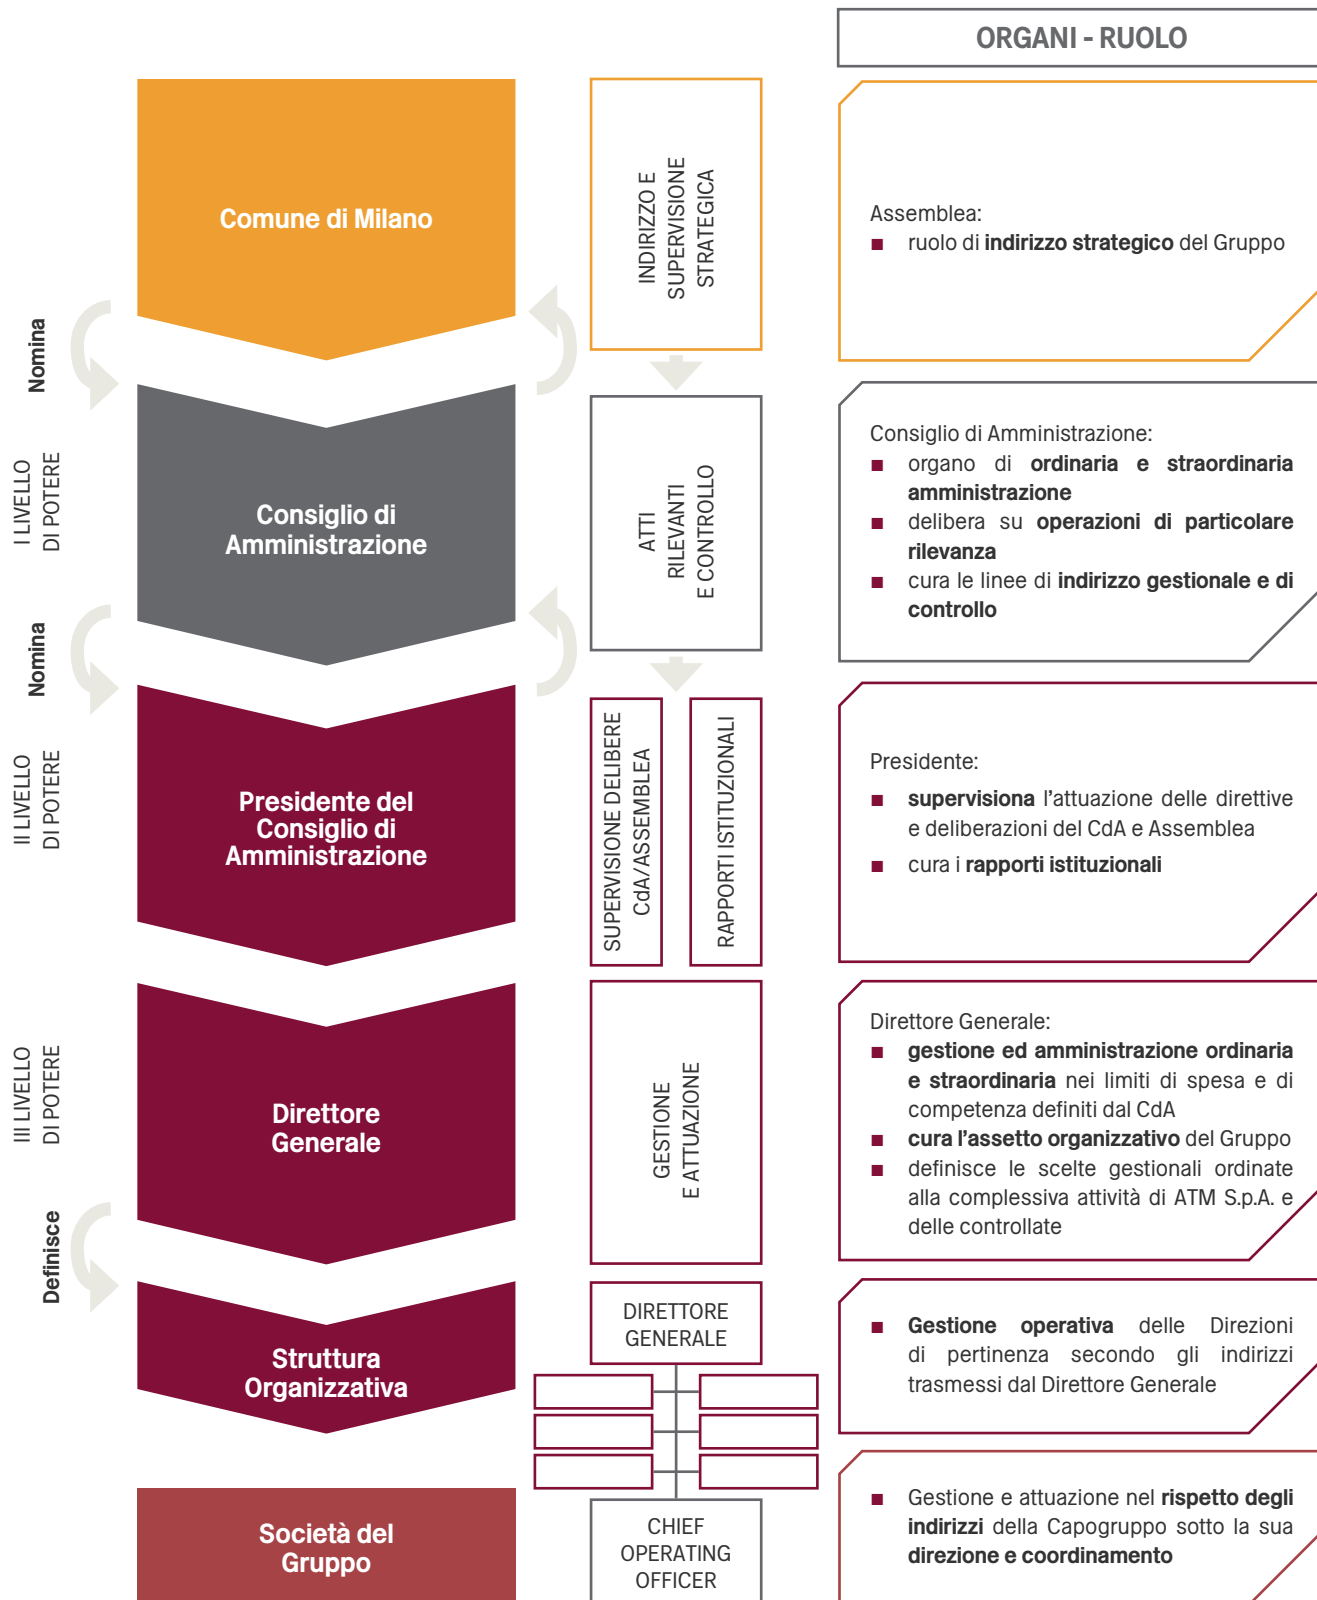 ORGANI - RUOLO
Comune di Milano
INDIRIZZO E
SUPERVISIONE
STRATEGICA
Assemblea:
■ ruolo di indirizzo strategico del Gruppo
Nomina
I LIVELLO
DI POTERE
Consiglio di
Amministrazione
ATTI
RILEVANTI
E CONTROLLO
Consiglio di Amministrazione:
■ organo di ordinaria e straordinaria
amministrazione
■ delibera su operazioni di particolare
rilevanza
■ cura le linee di indirizzo gestionale e di
controllo
Nomina
II LIVELLO
DI POTERE
Presidente del
Consiglio di
Amministrazione
SUPERVISIONE DELIBERE
CdA/ASSEMBLEA
RAPPORTI ISTITUZIONALI
Presidente:
■ supervisiona l'attuazione delle direttive
e deliberazioni del CdA e Assemblea
■ cura i rapporti istituzionali
III LIVELLO
DI POTERE
Direttore
Generale
GESTIONE
E ATTUAZIONE
Direttore Generale:
■ gestione ed amministrazione ordinaria
e straordinaria nei limiti di spesa e di
competenza definiti dal CdA
■ cura l'assetto organizzativo del Gruppo
■ definisce le scelte gestionali ordinate
alla complessiva attività di ATM S.p.A. e
delle controllate
Definisce
Struttura
Organizzativa
DIRETTORE
GENERALE
■ Gestione operativa delle Direzioni
di pertinenza secondo gli indirizzi
trasmessi dal Direttore Generale
Società del
Gruppo
CHIEF
OPERATING
OFFICER
■ Gestione e attuazione nel rispetto degli
indirizzi della Capogruppo sotto la sua
direzione e coordinamento